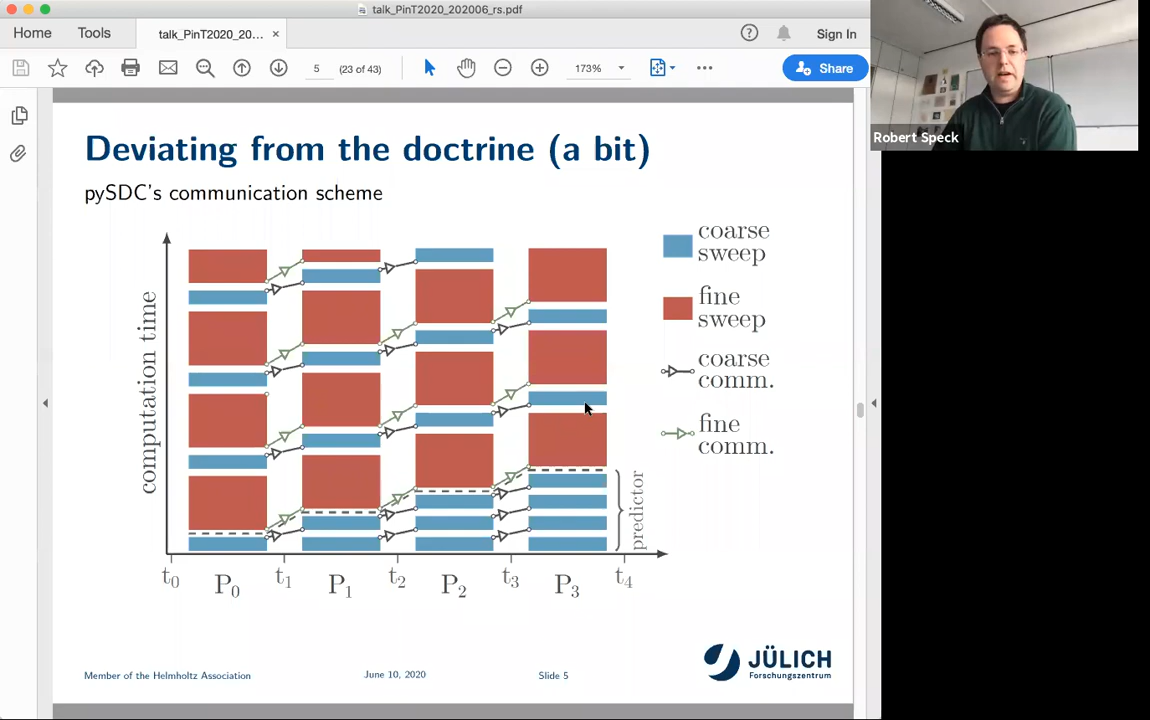 talk_PinT2020_202006_rs.pdf
Home
Tools
talk_PinT2020_20...
×
?
Sign In
5
(23 of 43)
173%
Share
Robert Speck
Deviating from the doctrine (a bit)
pySDC's communication scheme
computation time
coarse
sweep
fine
sweep
coarse
comm.
fine
comm.
predictor
t0 P0 t1 P1 t2 P2 t3 P3 t4
Member of the Helmholtz Association
June 10, 2020
Slide 5
JÜLICH
Forschungszentrum